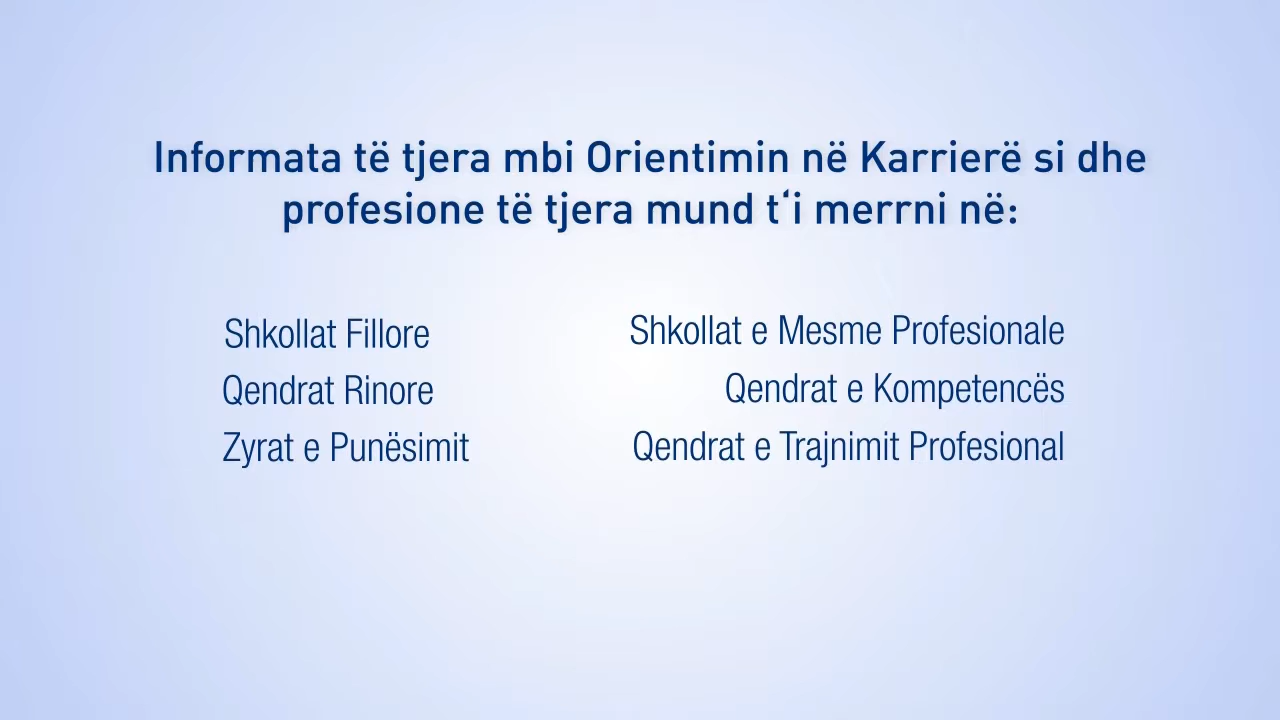 Informata të tjera mbi Orientimin në Karrierë si dhe
profesione të tjera mund t‘i merrni në:
Shkollat Fillore
Qendrat Rinore
Zyrat e Punësimit
Shkollat e Mesme Profesionale
Qendrat e Kompetencës
Qendrat e Trajnimit Profesional